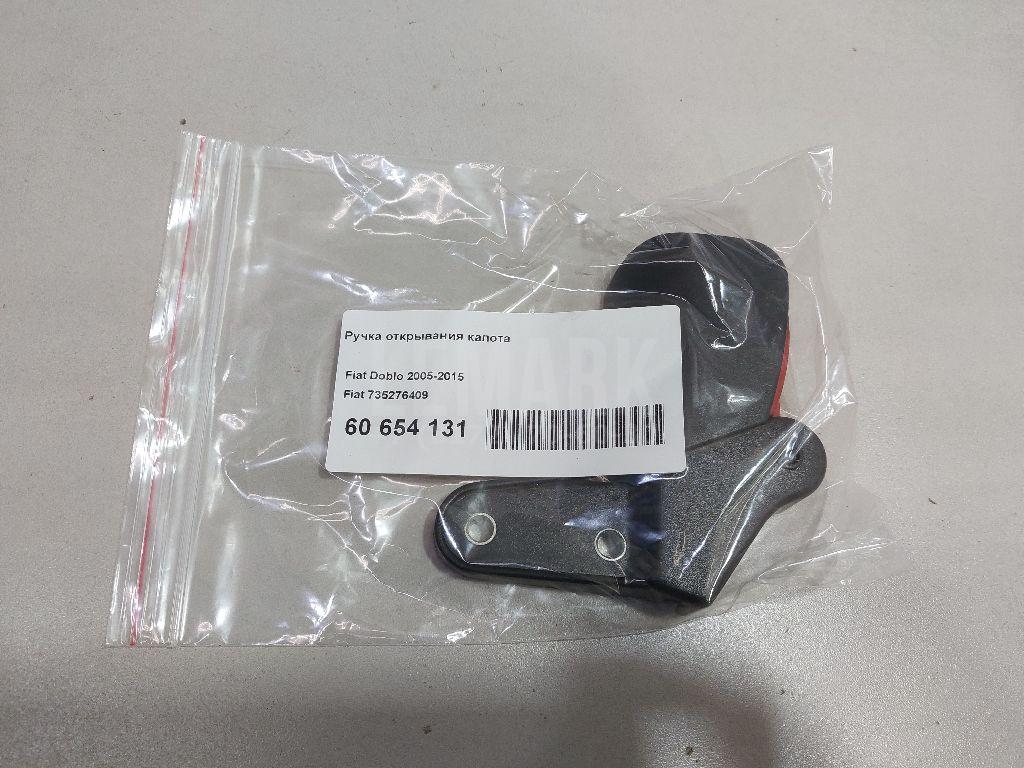 Ручка открывания капота
Fiat Doblo 2005-2015
Fiat 735276409
60 654 131